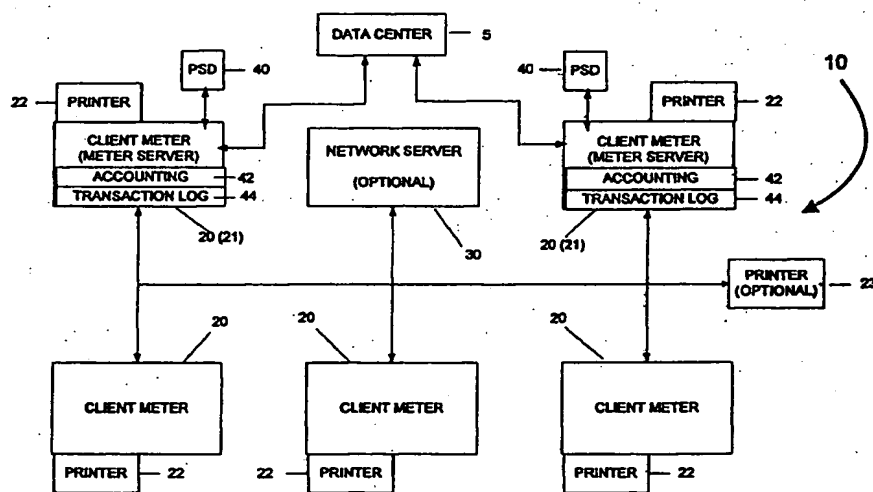 DATA CENTER 5
10
PSD 40
40 PSD
22 PRINTER
PRINTER 22
CLIENT METER
(METER SERVER)
ACCOUNTING 42
TRANSACTION LOG 44
20 (21)
NETWORK SERVER
(OPTIONAL)
30
CLIENT METER
(METER SERVER)
ACCOUNTING 42
TRANSACTION LOG 44
20 (21)
PRINTER
(OPTIONAL) 22
20
20
20
CLIENT METER
CLIENT METER
CLIENT METER
PRINTER 22
22 PRINTER
PRINTER 22